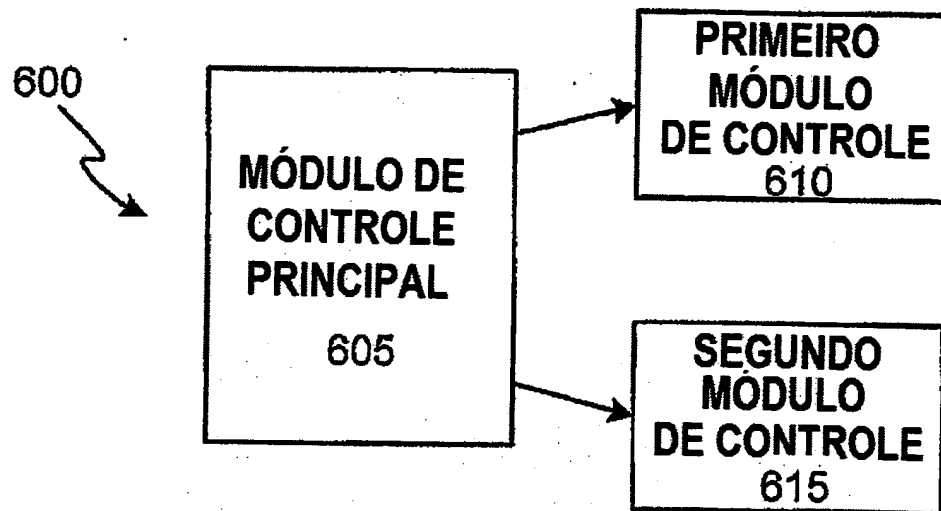 600
MÓDULO DE
CONTROLE
PRINCIPAL
605
PRIMEIRO
MÓDULO
DE CONTROLE
610
SEGUNDO
MÓDULO
DE CONTROLE
615